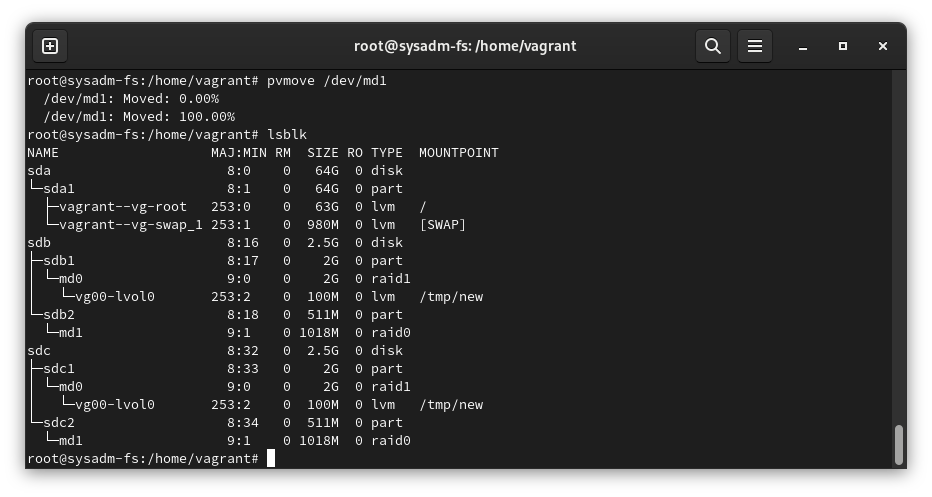 root@sysadm-fs: /home/vagrant
root@sysadm-fs:/home/vagrant# pvmove /dev/md1
  /dev/md1: Moved: 0.00%
  /dev/md1: Moved: 100.00%
root@sysadm-fs:/home/vagrant# lsblk
NAME                   MAJ:MIN RM  SIZE RO TYPE  MOUNTPOINT
sda                      8:0    0   64G  0 disk
└─sda1                   8:1    0   64G  0 part
  ├─vagrant--vg-root   253:0    0   63G  0 lvm   /
  └─vagrant--vg-swap_1 253:1    0  980M  0 lvm   [SWAP]
sdb                      8:16   0  2.5G  0 disk
├─sdb1                   8:17   0    2G  0 part
│ └─md0                  9:0    0    2G  0 raid1
│   └─vg00-lvol0       253:2    0  100M  0 lvm   /tmp/new
└─sdb2                   8:18   0  511M  0 part
  └─md1                  9:1    0 1018M  0 raid0
sdc                      8:32   0  2.5G  0 disk
├─sdc1                   8:33   0    2G  0 part
│ └─md0                  9:0    0    2G  0 raid1
│   └─vg00-lvol0       253:2    0  100M  0 lvm   /tmp/new
└─sdc2                   8:34   0  511M  0 part
  └─md1                  9:1    0 1018M  0 raid0
root@sysadm-fs:/home/vagrant#